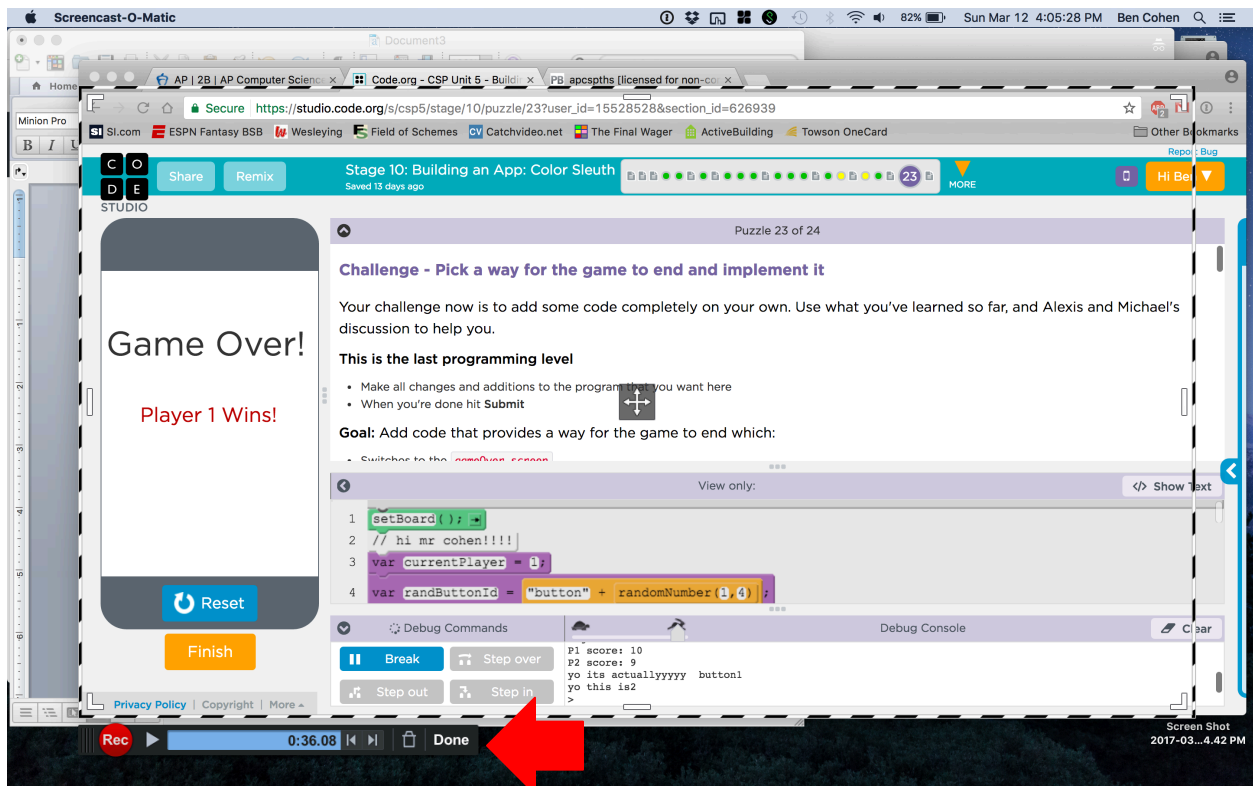 Screencast-O-Matic
82%
Sun Mar 12 4:05:28 PM
Ben Cohen
Document3
AP | 2B | AP Computer Science
Code.org - CSP Unit 5 - Buildi
PB apcspths [licensed for non-co
Home
Secure
https://studio.code.org/s/csp5/stage/10/puzzle/23?user_id=15528528&section_id=626939
Minion Pro
SI SI.com
ESPN Fantasy BSB
Wesleying
Field of Schemes
CV Catchvideo.net
The Final Wager
ActiveBuilding
Towson OneCard
Other Bookmarks
B I U
Report Bug
CODE
STUDIO
Share
Remix
Stage 10: Building an App: Color Sleuth
Saved 13 days ago
23
MORE
Hi Be
Puzzle 23 of 24
Challenge - Pick a way for the game to end and implement it
Your challenge now is to add some code completely on your own. Use what you've learned so far, and Alexis and Michael's
discussion to help you.
This is the last programming level
• Make all changes and additions to the program that you want here
• When you're done hit Submit
Goal: Add code that provides a way for the game to end which:
• Switches to the gameOver_screen
Game Over!
Player 1 Wins!
Reset
Finish
View only:
</> Show Text
1 setBoard();
2 // hi mr cohen!!!!
3 var currentPlayer = 1;
4 var randButtonId = "button" + randomNumber(1,4);
Debug Commands
Debug Console
Clear
Break
Step over
Step out
Step in
P1 score: 10
P2 score: 9
yo its actuallyyyyy button1
yo this is2
>
Privacy Policy | Copyright | More
Rec
0:36.08
Done
Screen Shot
2017-03...4.42 PM